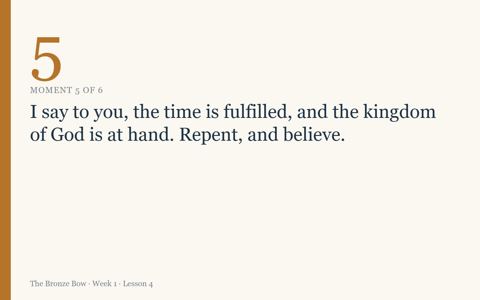 5
MOMENT 5 OF 6
I say to you, the time is fulfilled, and the kingdom
of God is at hand. Repent, and believe.
The Bronze Bow · Week 1 · Lesson 4